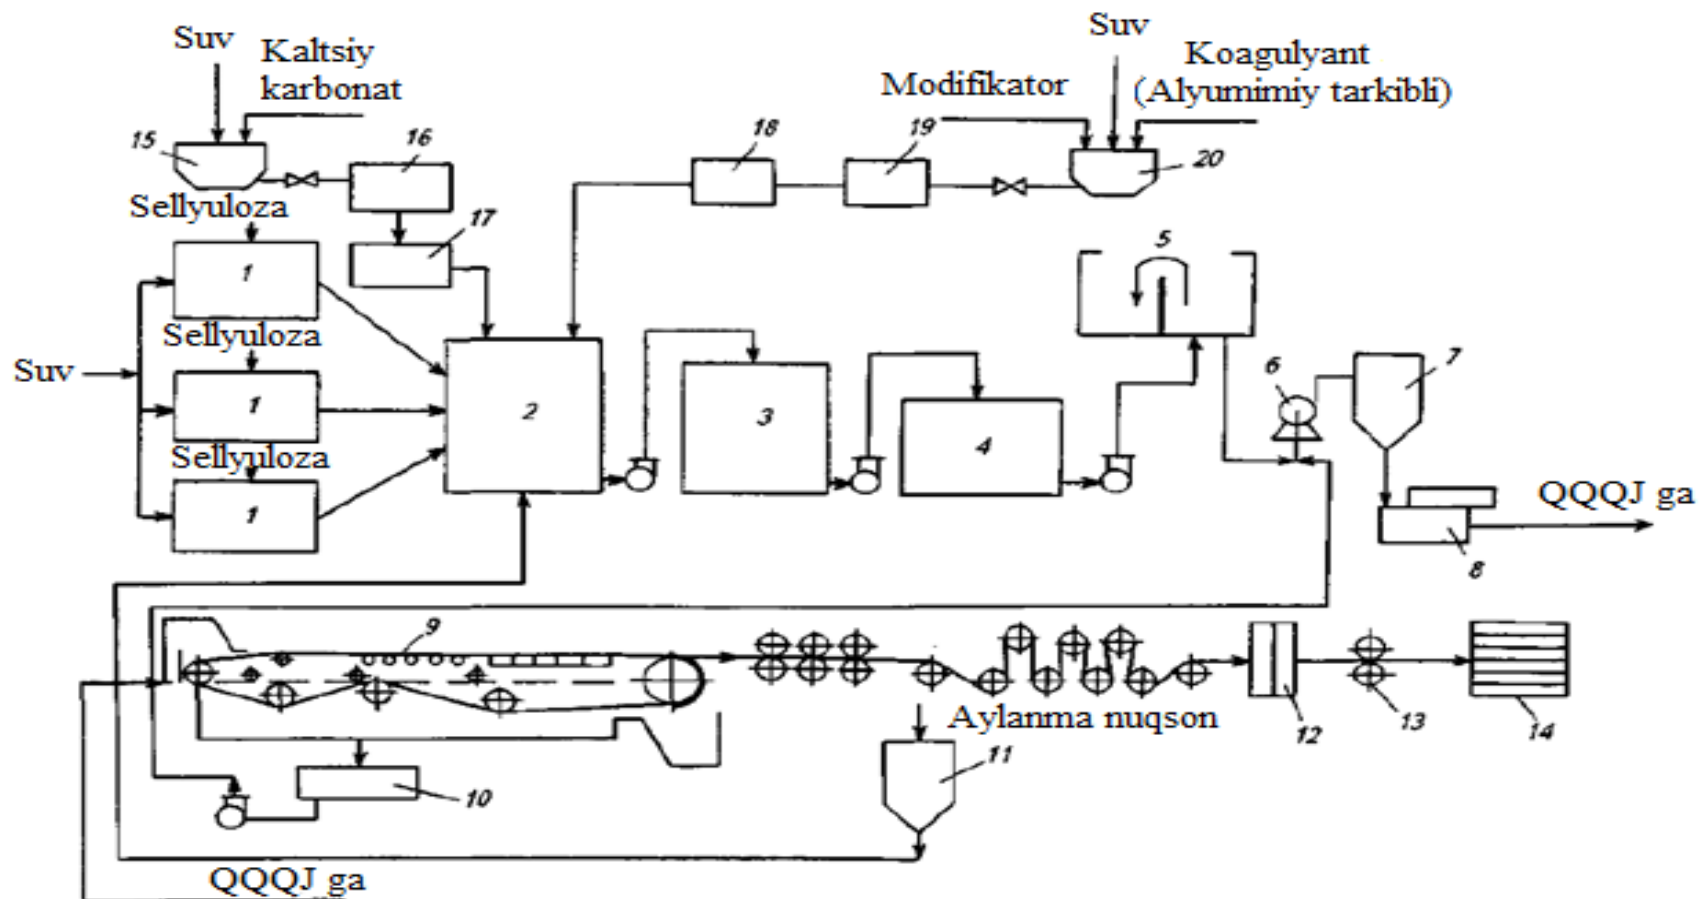 Suv
Kaltsiy
karbonat
Suv
Koagulyant
Modifikator
(Alyumimiy tarkibli)
15
16
18
19
20
Sellyuloza
17
1
5
Sellyuloza
Suv
1
2
3
4
6
7
Sellyuloza
1
QQQJ ga
8
9
Aylanma nuqson
10
11
12
13
14
QQQJ ga